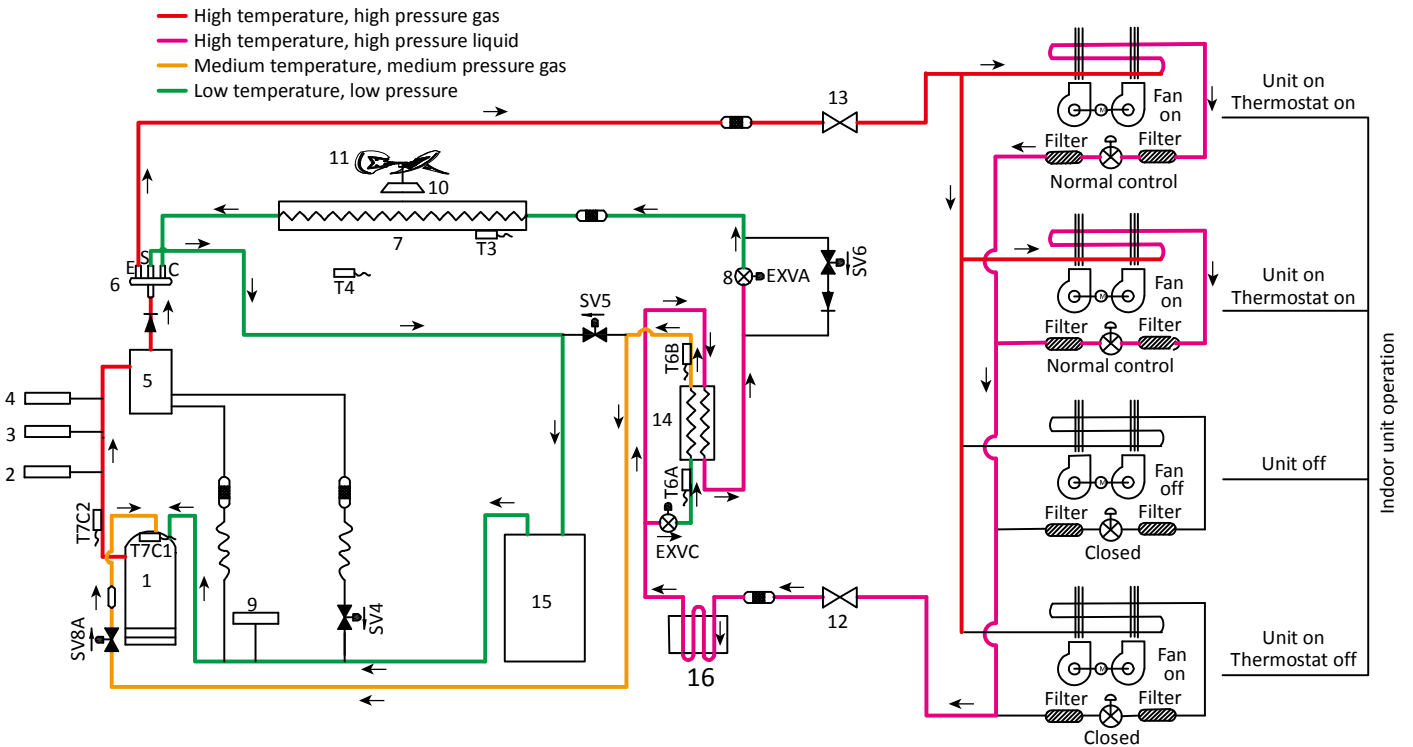 High temperature, high pressure gas
High temperature, high pressure liquid
Medium temperature, medium pressure gas
Low temperature, low pressure
13
11
10
7
T3
T4
E
S
C
6
8
EXVA
SV6
SV5
T6B
14
T6A
EXVC
5
4
3
2
T7C2
T7C1
1
SV8A
9
SV4
15
16
12
M
Fan
on
Filter
Filter
Normal control
Unit on
Thermostat on
M
Fan
on
Filter
Filter
Normal control
Unit on
Thermostat on
M
Fan
off
Filter
Filter
Closed
Unit off
M
Fan
on
Filter
Filter
Closed
Unit on
Thermostat off
Indoor unit operation